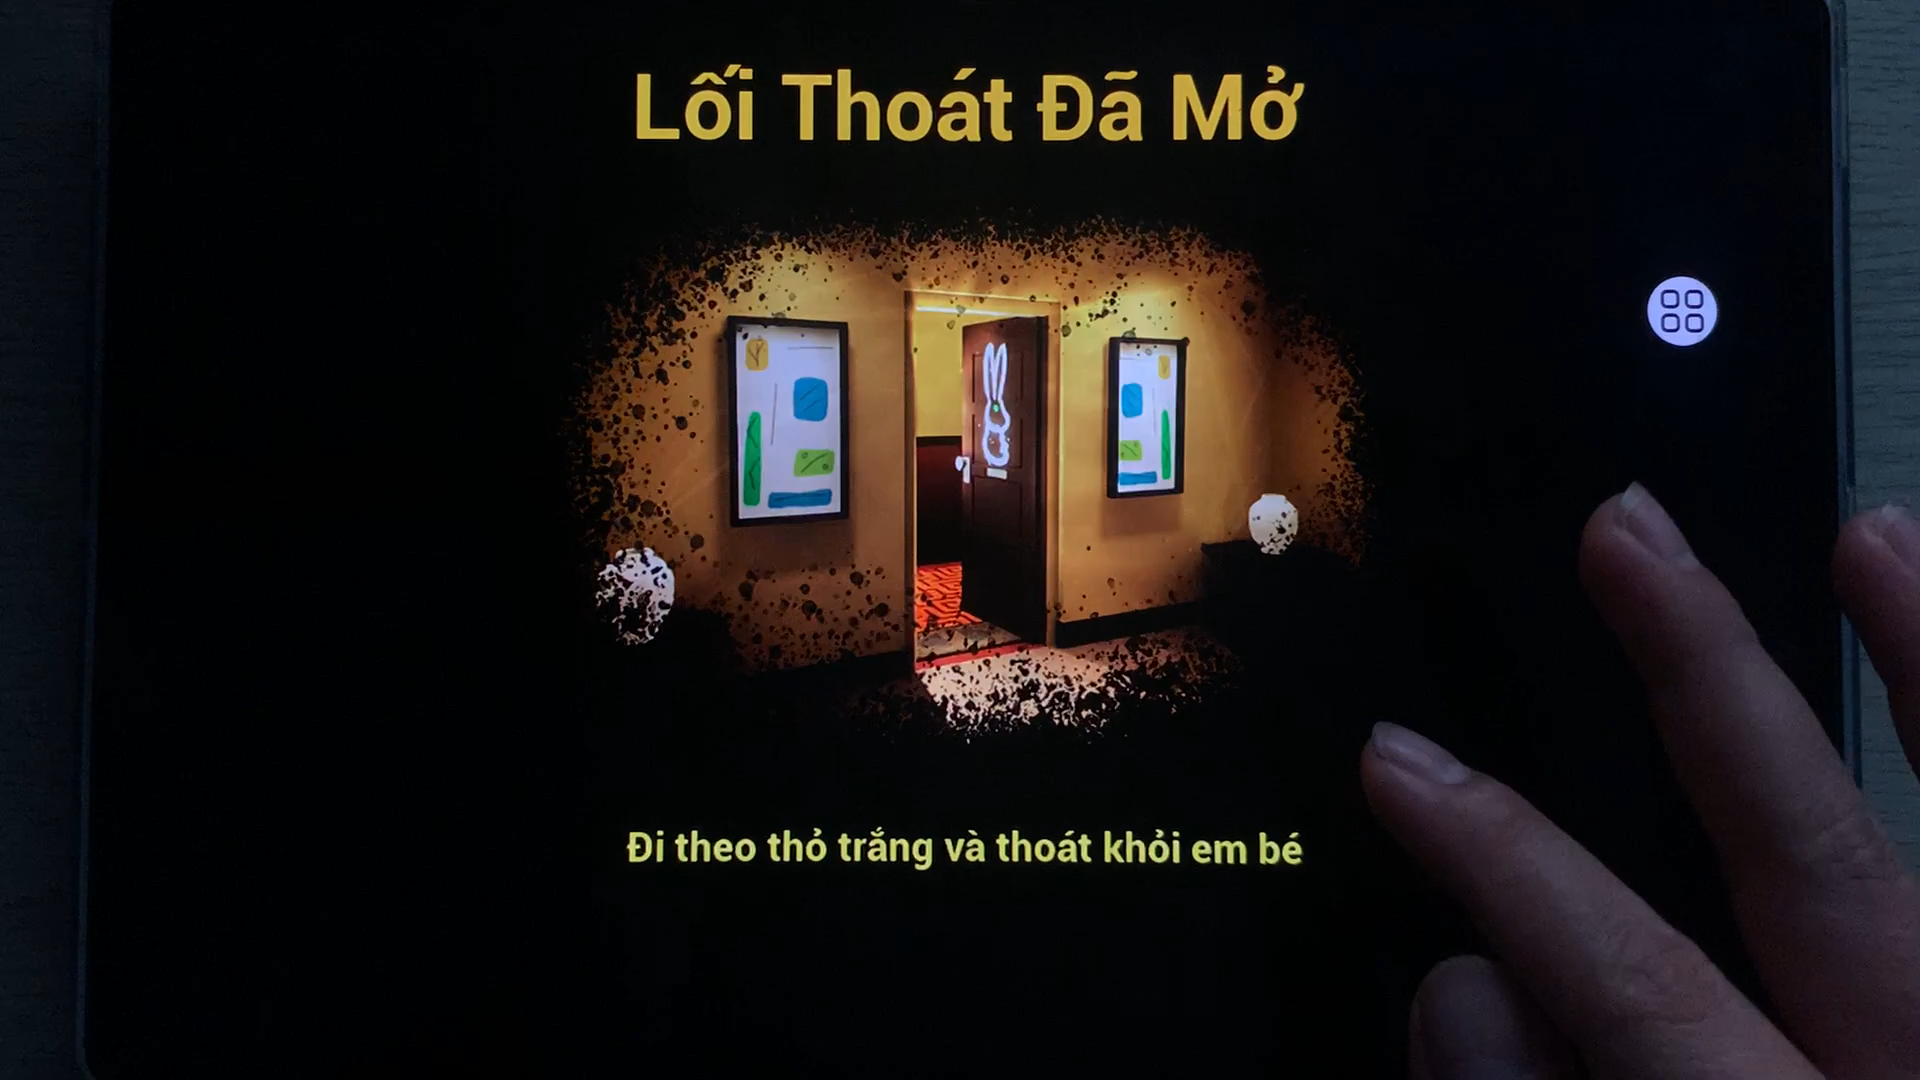 Lối Thoát Đã Mở
Đi theo thỏ trắng và thoát khỏi em bé